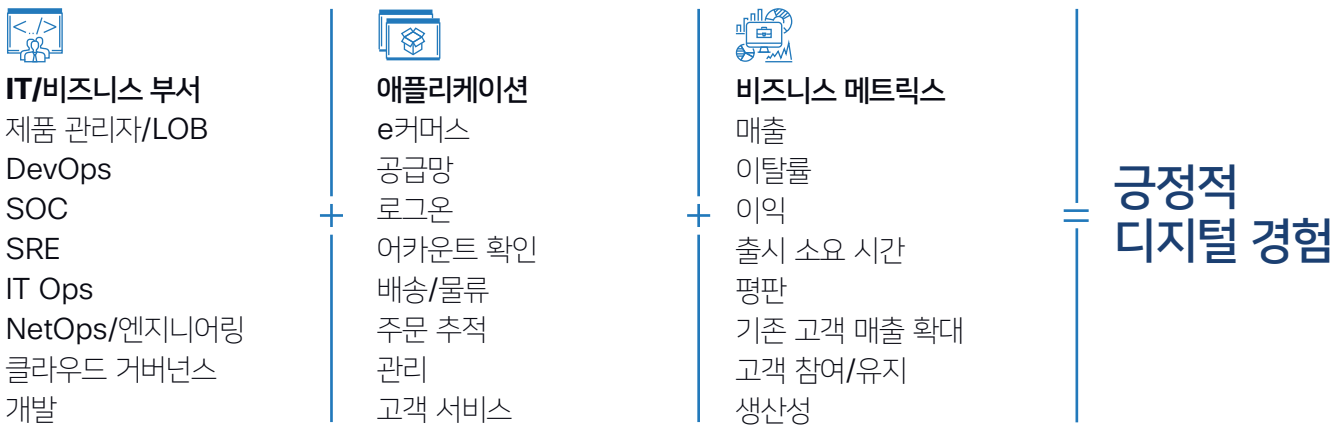 <../>
IT/비즈니스 부서
제품 관리자/LOB
DevOps
SOC
SRE
IT Ops
NetOps/엔지니어링
클라우드 거버넌스
개발
+
애플리케이션
e커머스
공급망
로그온
어카운트 확인
배송/물류
주문 추적
관리
고객 서비스
+
비즈니스 메트릭스
매출
이탈률
이익
출시 소요 시간
평판
기존 고객 매출 확대
고객 참여/유지
생산성
=
긍정적
디지털 경험